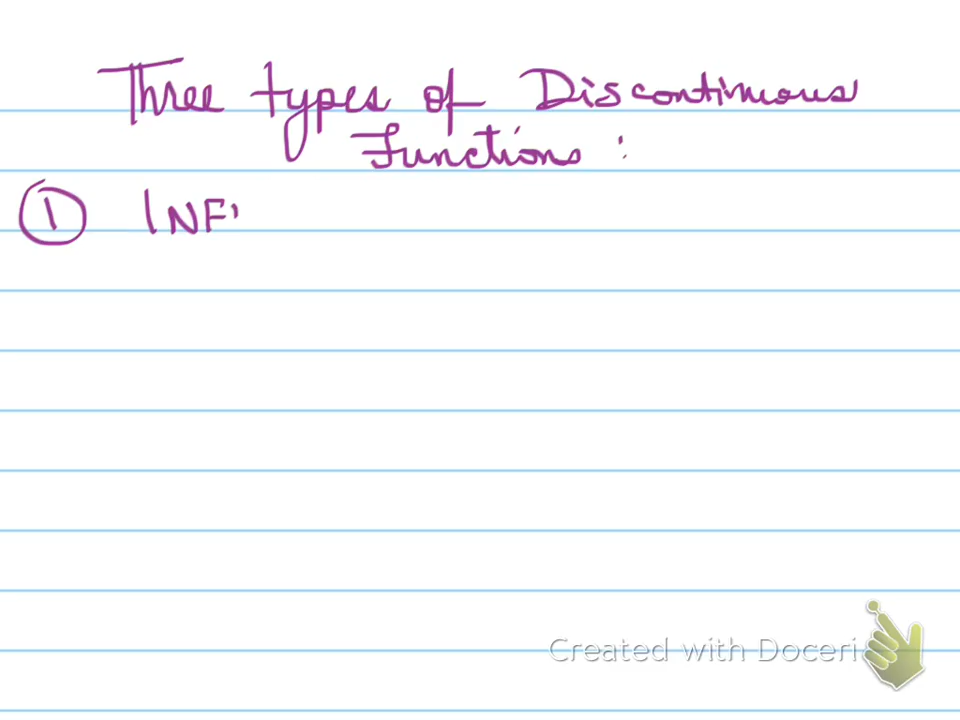 Three types of Discontinuous
Functions :
① INF'
Created with Doceri